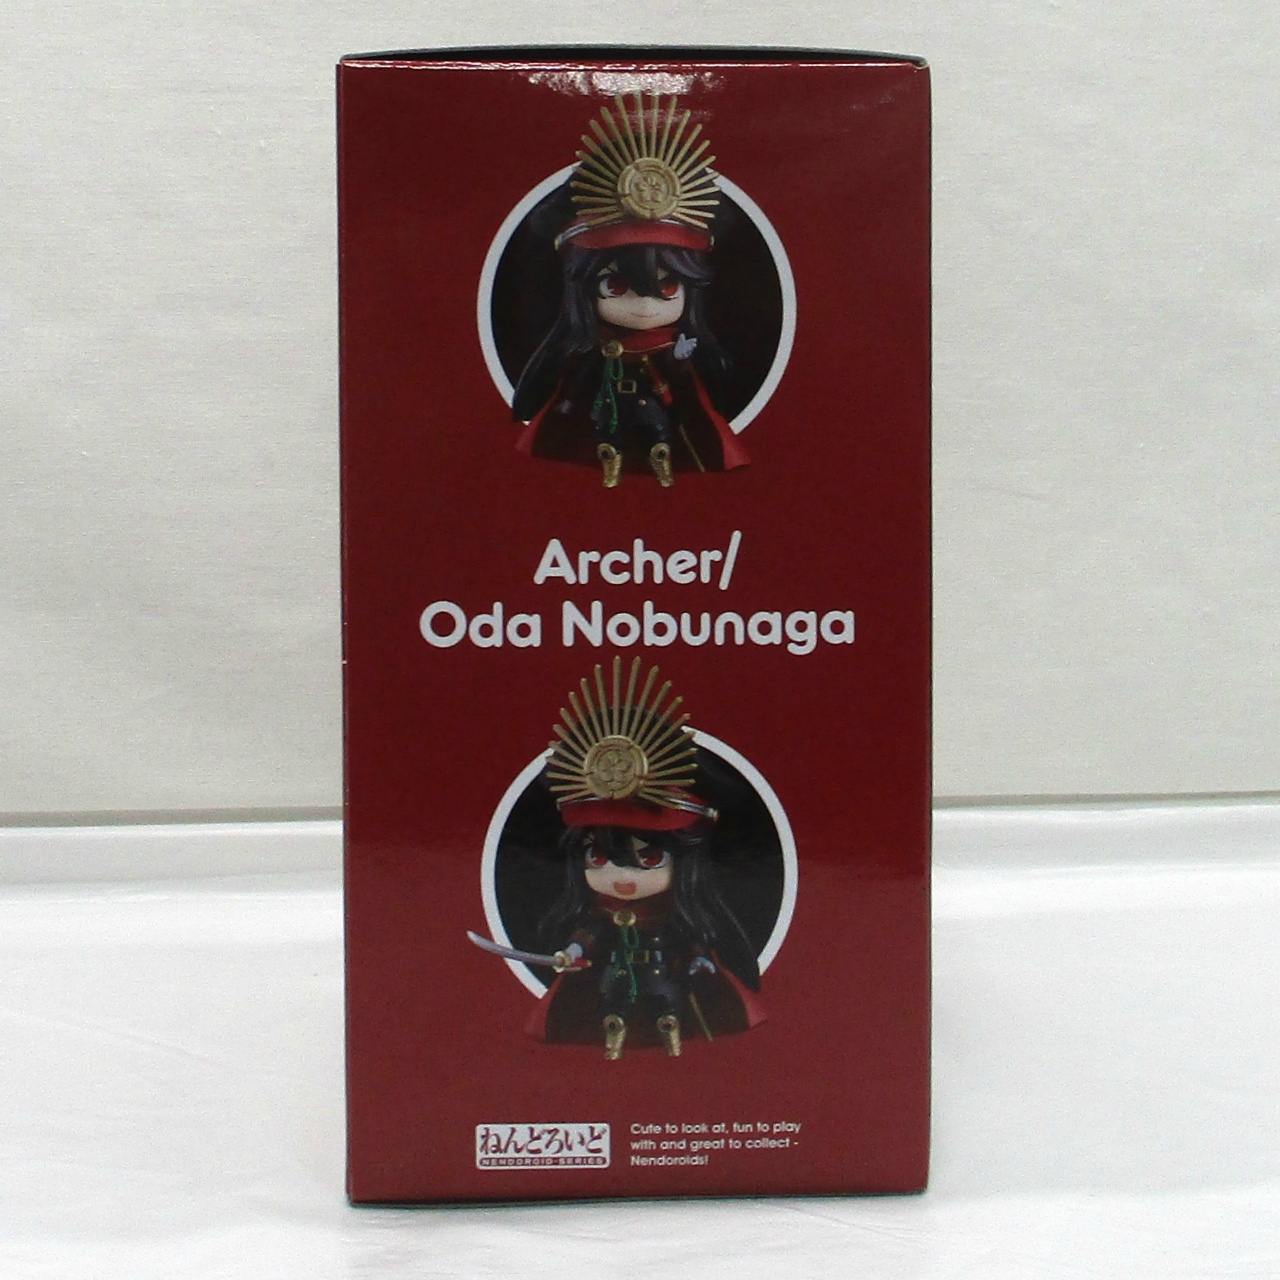 Archer/
Oda Nobunaga
ねんどろいど
NENDOROID-SERIES
Cute to look at, fun to play
with and great to collect -
Nendoroids!